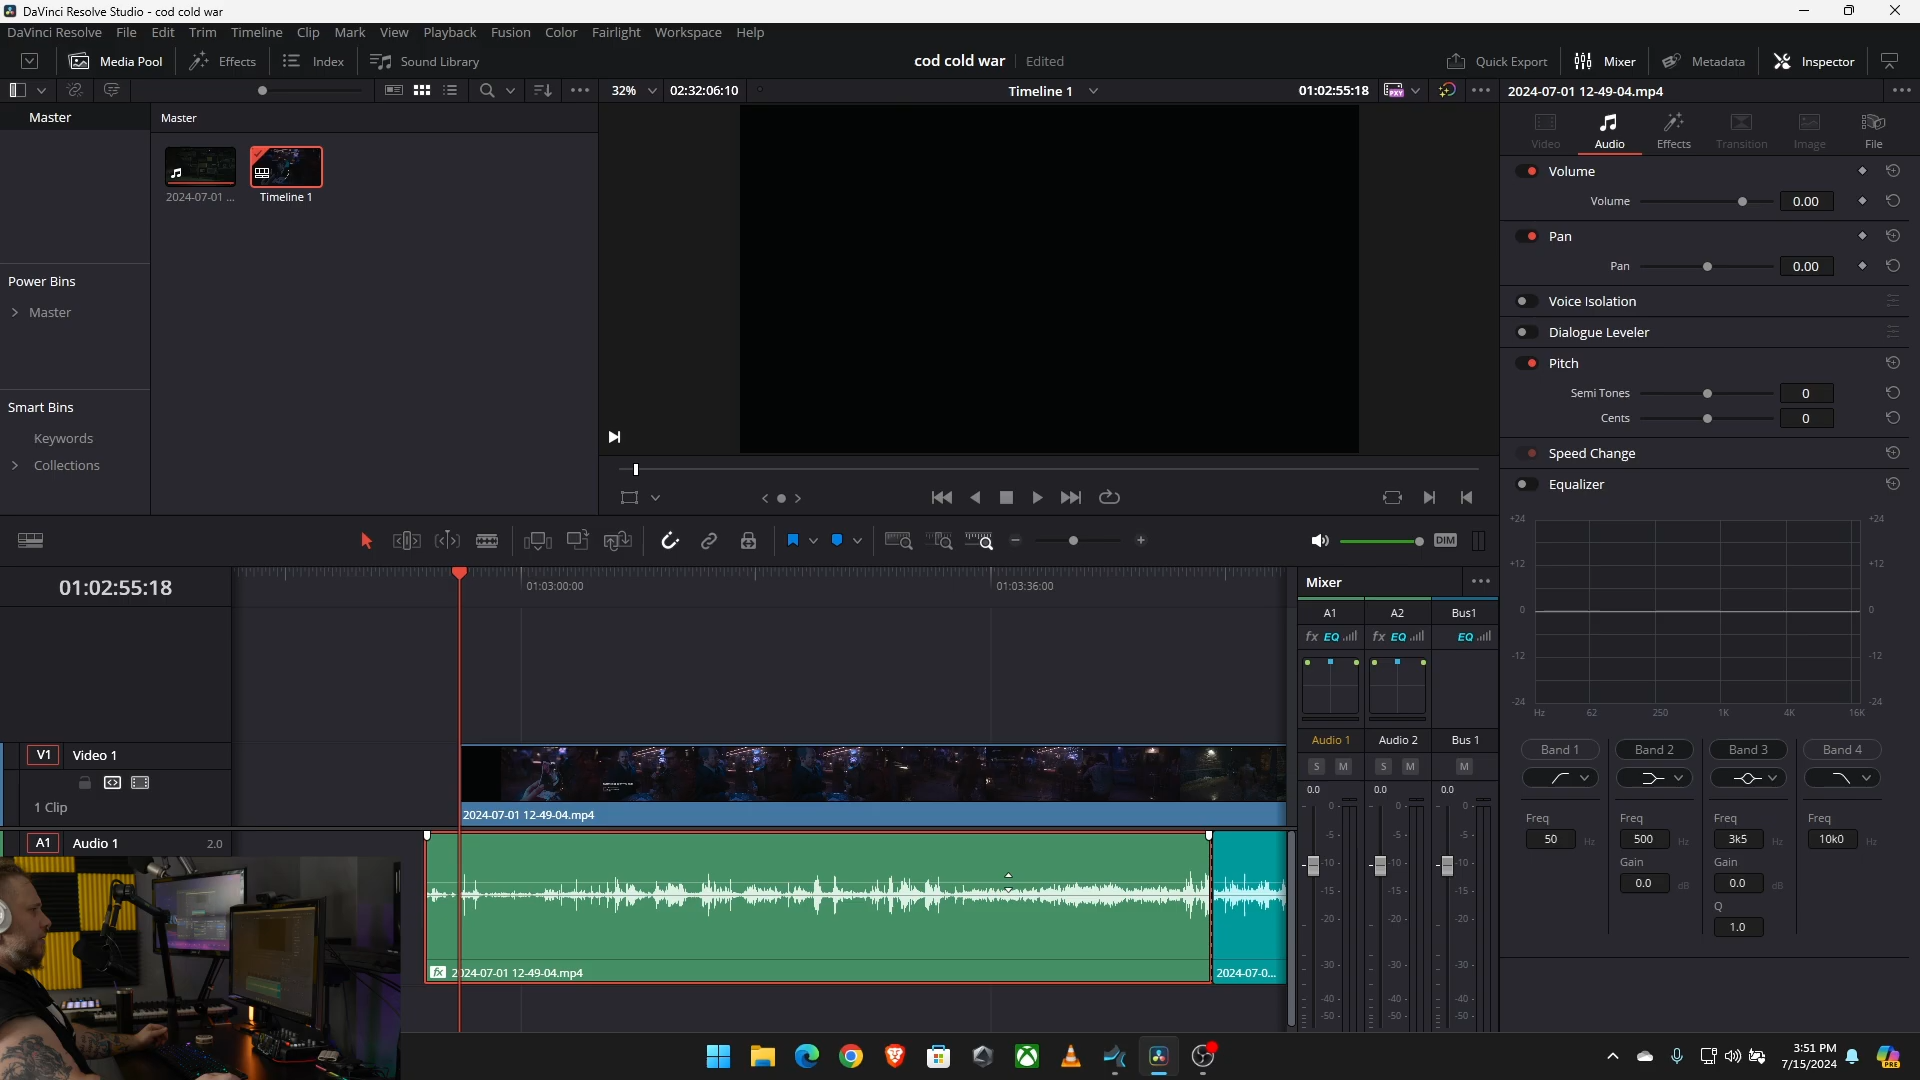 DaVinci Resolve Studio - cod cold war
DaVinci Resolve File Edit Trim Timeline Clip Mark View Playback Fusion Color Fairlight Workspace Help
Media Pool Effects Index Sound Library cod cold war Edited Quick Export Mixer Metadata Inspector
32% 02:32:06:10 Timeline 1 01:02:55:18 PXY 2024-07-01 12-49-04.mp4
Master Master
2024-07-01 ... Timeline 1
Power Bins
Master
Smart Bins
Keywords
Collections
Video Audio Effects Transition Image File
Volume
Volume 0.00
Pan
Pan 0.00
Voice Isolation
Dialogue Leveler
Pitch
Semi Tones 0
Cents 0
Speed Change
Equalizer
+24 +24
+12 +12
0 0
-12 -12
-24 -24
Hz 62 250 1K 4K 16K
Band 1 Band 2 Band 3 Band 4
Freq Freq Freq Freq
50 Hz 500 Hz 3k5 Hz 10k0 Hz
Gain Gain
0.0 dB 0.0 dB
Q
1.0
DIM
01:02:55:18 01:03:00:00 01:03:36:00
Mixer
A1 A2 Bus1
fx EQ fx EQ EQ
Audio 1 Audio 2 Bus 1
S M S M M
0.0 0.0 0.0
0- 0- 0-
-5- -5- -5-
-10- -10- -10-
-15- -15- -15-
-20- -20- -20-
-30- -30- -30-
-40- -40- -40-
-50- -50- -50-
V1 Video 1
1 Clip
2024-07-01 12-49-04.mp4
A1 Audio 1 2.0
fx 2024-07-01 12-49-04.mp4 2024-07-0...
3:51 PM
7/15/2024
PRE